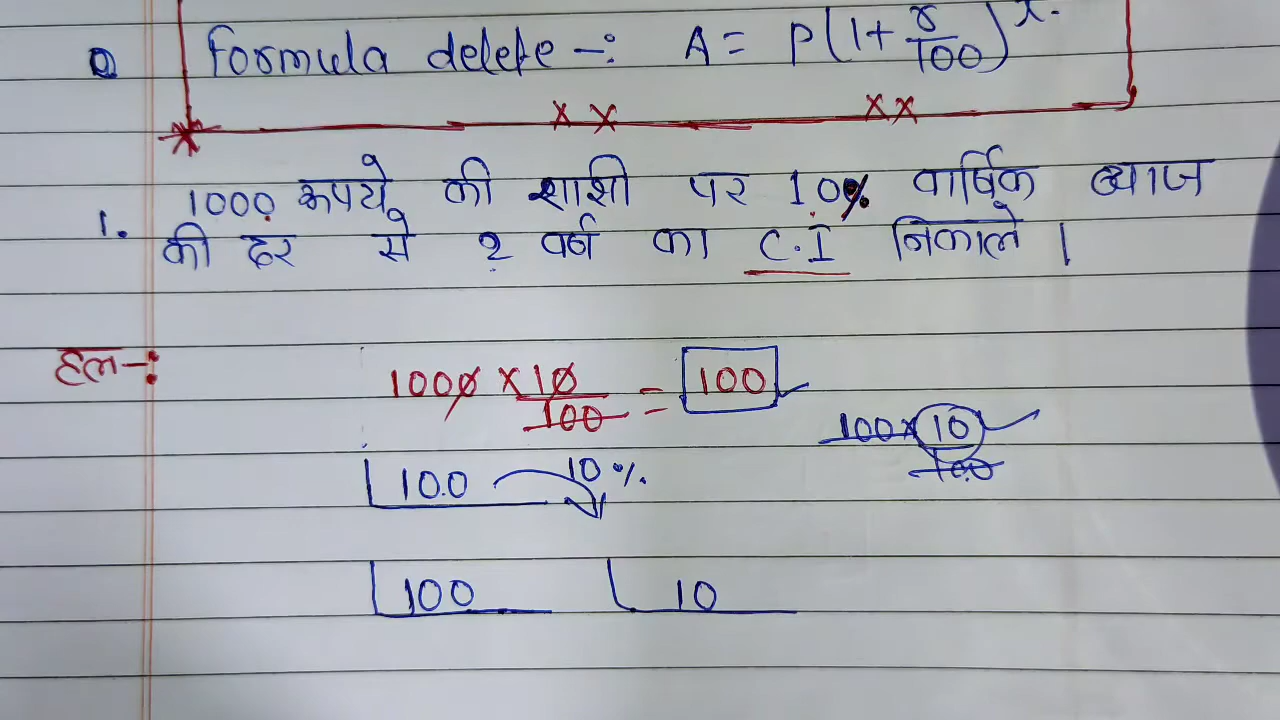 Formula delete -: A = P(1+ r/100)^x.
1. 1000 रूपये की शाशी पर 10% वार्षिक ब्याज
की दर से 2 वर्ष का C.I निकाले |
हल-:
1000 × 10/100 = 100
100×10/100
100 10%
100 10